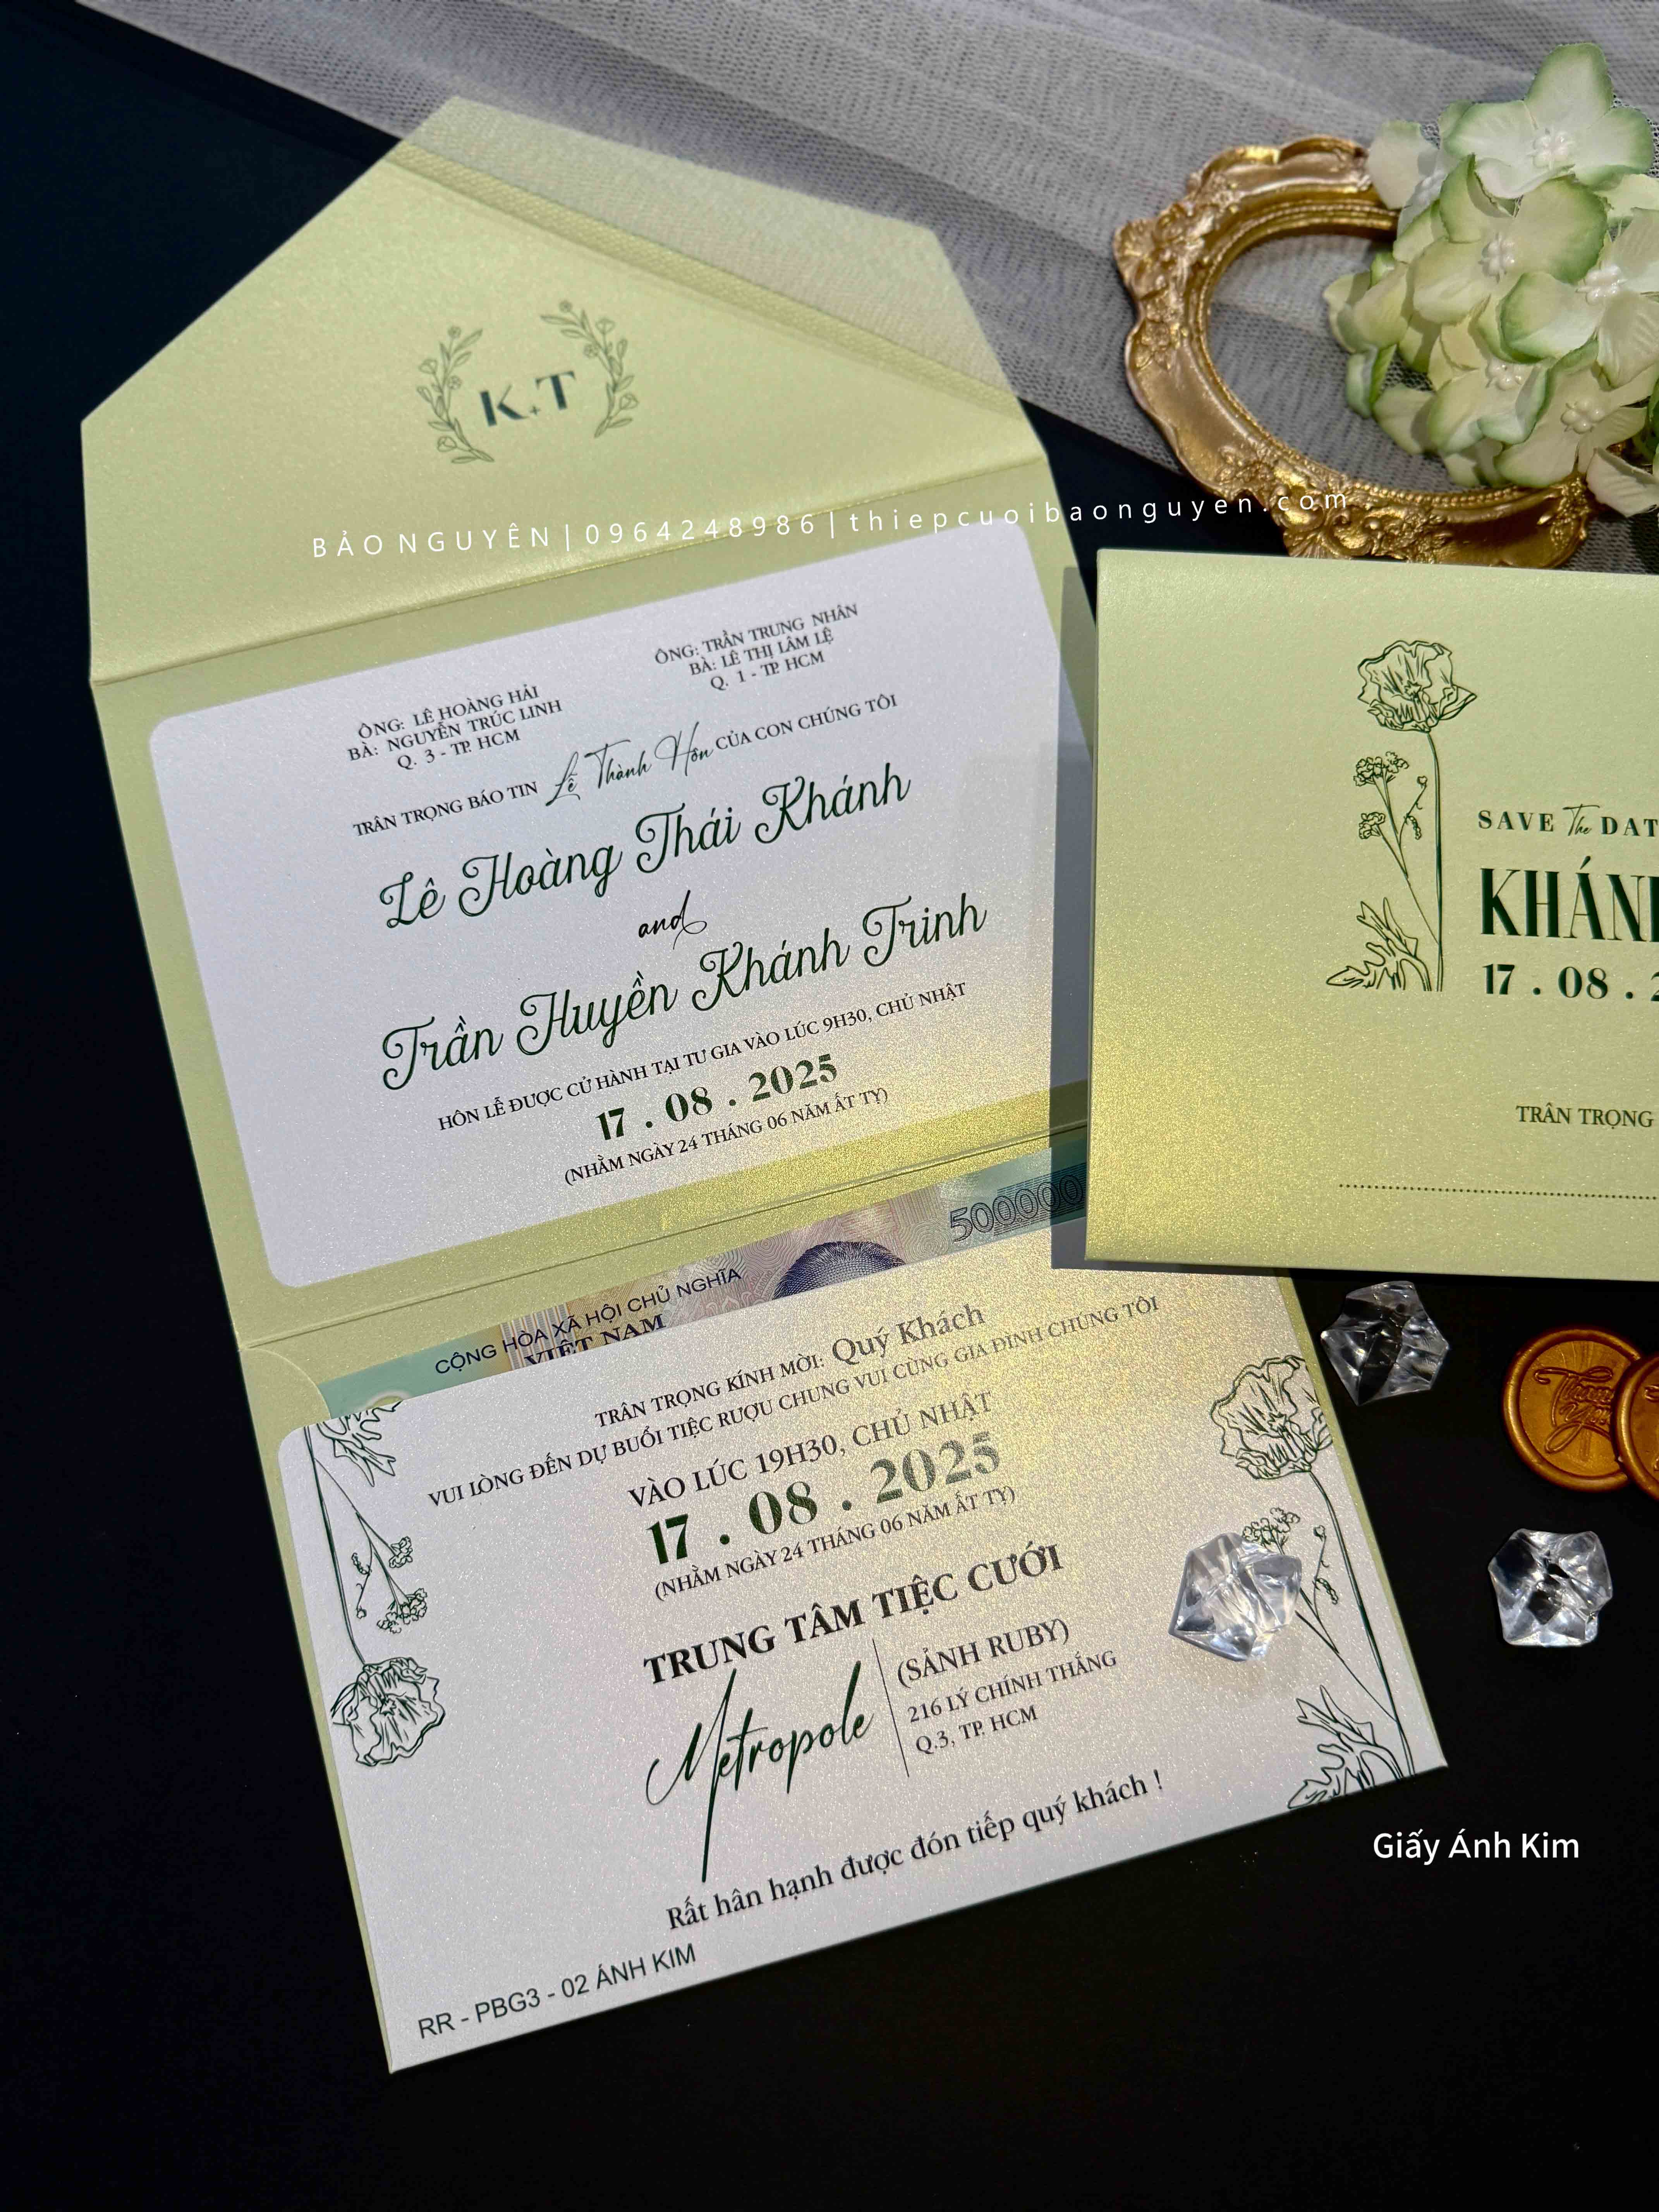 K+T
BẢO NGUYÊN | 0964248986 | thiepcuoibaonguyen.com
ÔNG: LÊ HOÀNG HẢI
BÀ: NGUYỄN TRÚC LINH
Q. 3 - TP. HCM
ÔNG: TRẦN TRUNG NHÂN
BÀ: LÊ THỊ LÂM LỆ
Q. 1 - TP. HCM
TRÂN TRỌNG BÁO TIN Lễ Thành Hôn CỦA CON CHÚNG TÔI
Lê Hoàng Thái Khánh
and
Trần Huyền Khánh Trinh
HÔN LỄ ĐƯỢC CỬ HÀNH TẠI TƯ GIA VÀO LÚC 9H30, CHỦ NHẬT
17 . 08 . 2025
(NHẰM NGÀY 24 THÁNG 06 NĂM ẤT TỴ)
500000
CỘNG HÒA XÃ HỘI CHỦ NGHĨA
VIỆT NAM
TRÂN TRỌNG KÍNH MỜI: Quý Khách
VUI LÒNG ĐẾN DỰ BUỔI TIỆC RƯỢU CHUNG VUI CÙNG GIA ĐÌNH CHÚNG TÔI
VÀO LÚC 19H30, CHỦ NHẬT
17 . 08 . 2025
(NHẰM NGÀY 24 THÁNG 06 NĂM ẤT TỴ)
TRUNG TÂM TIỆC CƯỚI
Metropole
(SẢNH RUBY)
216 LÝ CHÍNH THẮNG
Q.3, TP. HCM
Rất hân hạnh được đón tiếp quý khách !
RR - PBG3 - 02 ÁNH KIM
SAVE The DAT
KHÁN
17 . 08 . 2
TRÂN TRỌNG
Thank
you
Giấy Ánh Kim